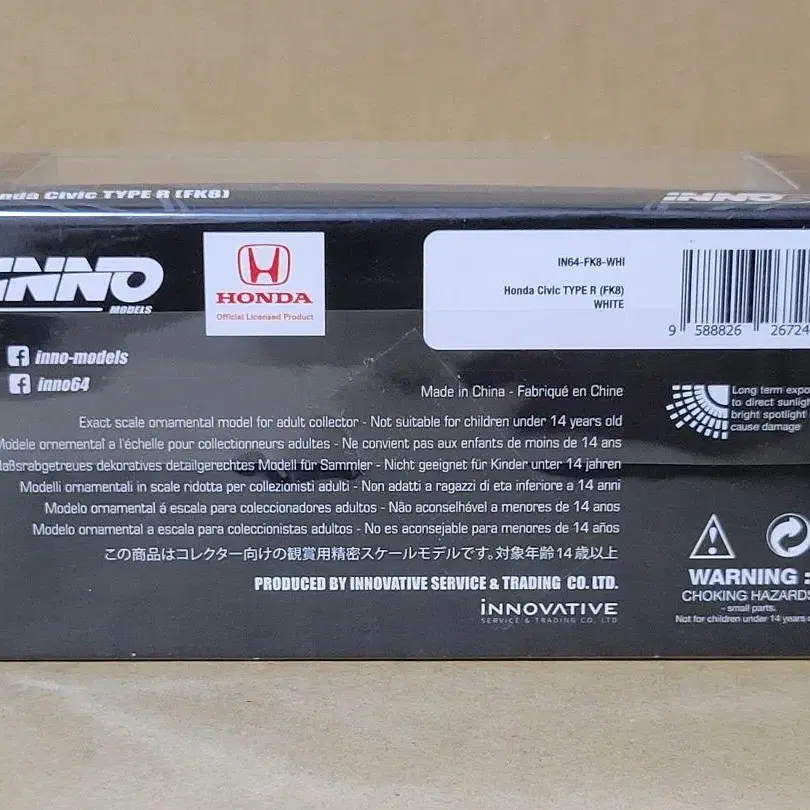 nda Civic TYPE R (FK8)
INNO
INNO
MODELS
HONDA
Official Licensed Product
IN64-FK8-WHI
Honda Civic TYPE R (FK8)
WHITE
9 588826 26724
inno-models
inno64
Made in China - Fabriqué en Chine
Exact scale ornamental model for adult collector - Not suitable for children under 14 years old
Modele ornemental a l'échelle pour collectionneurs adultes - Ne convient pas aux enfants de moins de 14 ans
aßsrabgetreues dekoratives detailgerechtes Modell für Sammler - Nicht geeignet für Kinder unter 14 jahren
Modelli ornamentali in scale ridotta per collezionisti adulti - Non adatti a ragazzi di eta inferiore a 14 anni
Modelo ornamental á escala para coleccionadores adultos - Não aconselhável a menores de 14 anos
Modelo ornamental a escala para coleccionistas adultos - No es aconsejable para menores de 14 años
この商品はコレクター向けの観賞用精密スケールモデルです。対象年齢14歳以上
PRODUCED BY INNOVATIVE SERVICE & TRADING CO. LTD.
INNOVATIVE
SERVICE & TRADING CO. LTD
Long term expo
to direct sunligh
bright spotlight
cause damage
WARNING :
CHOKING HAZARDS
- small parts.
Not for children under 14 years o